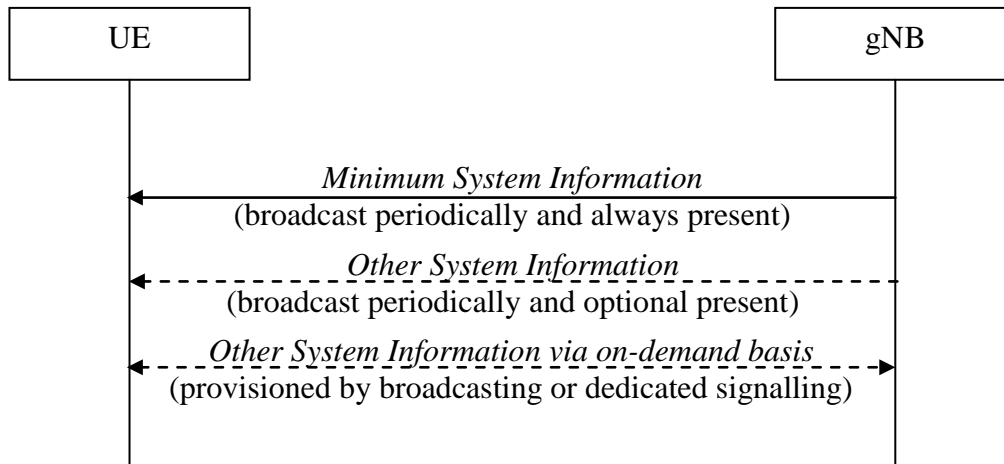 UE
gNB
Minimum System Information
(broadcast periodically and always present)
Other System Information
(broadcast periodically and optional present)
Other System Information via on-demand basis
(provisioned by broadcasting or dedicated signalling)